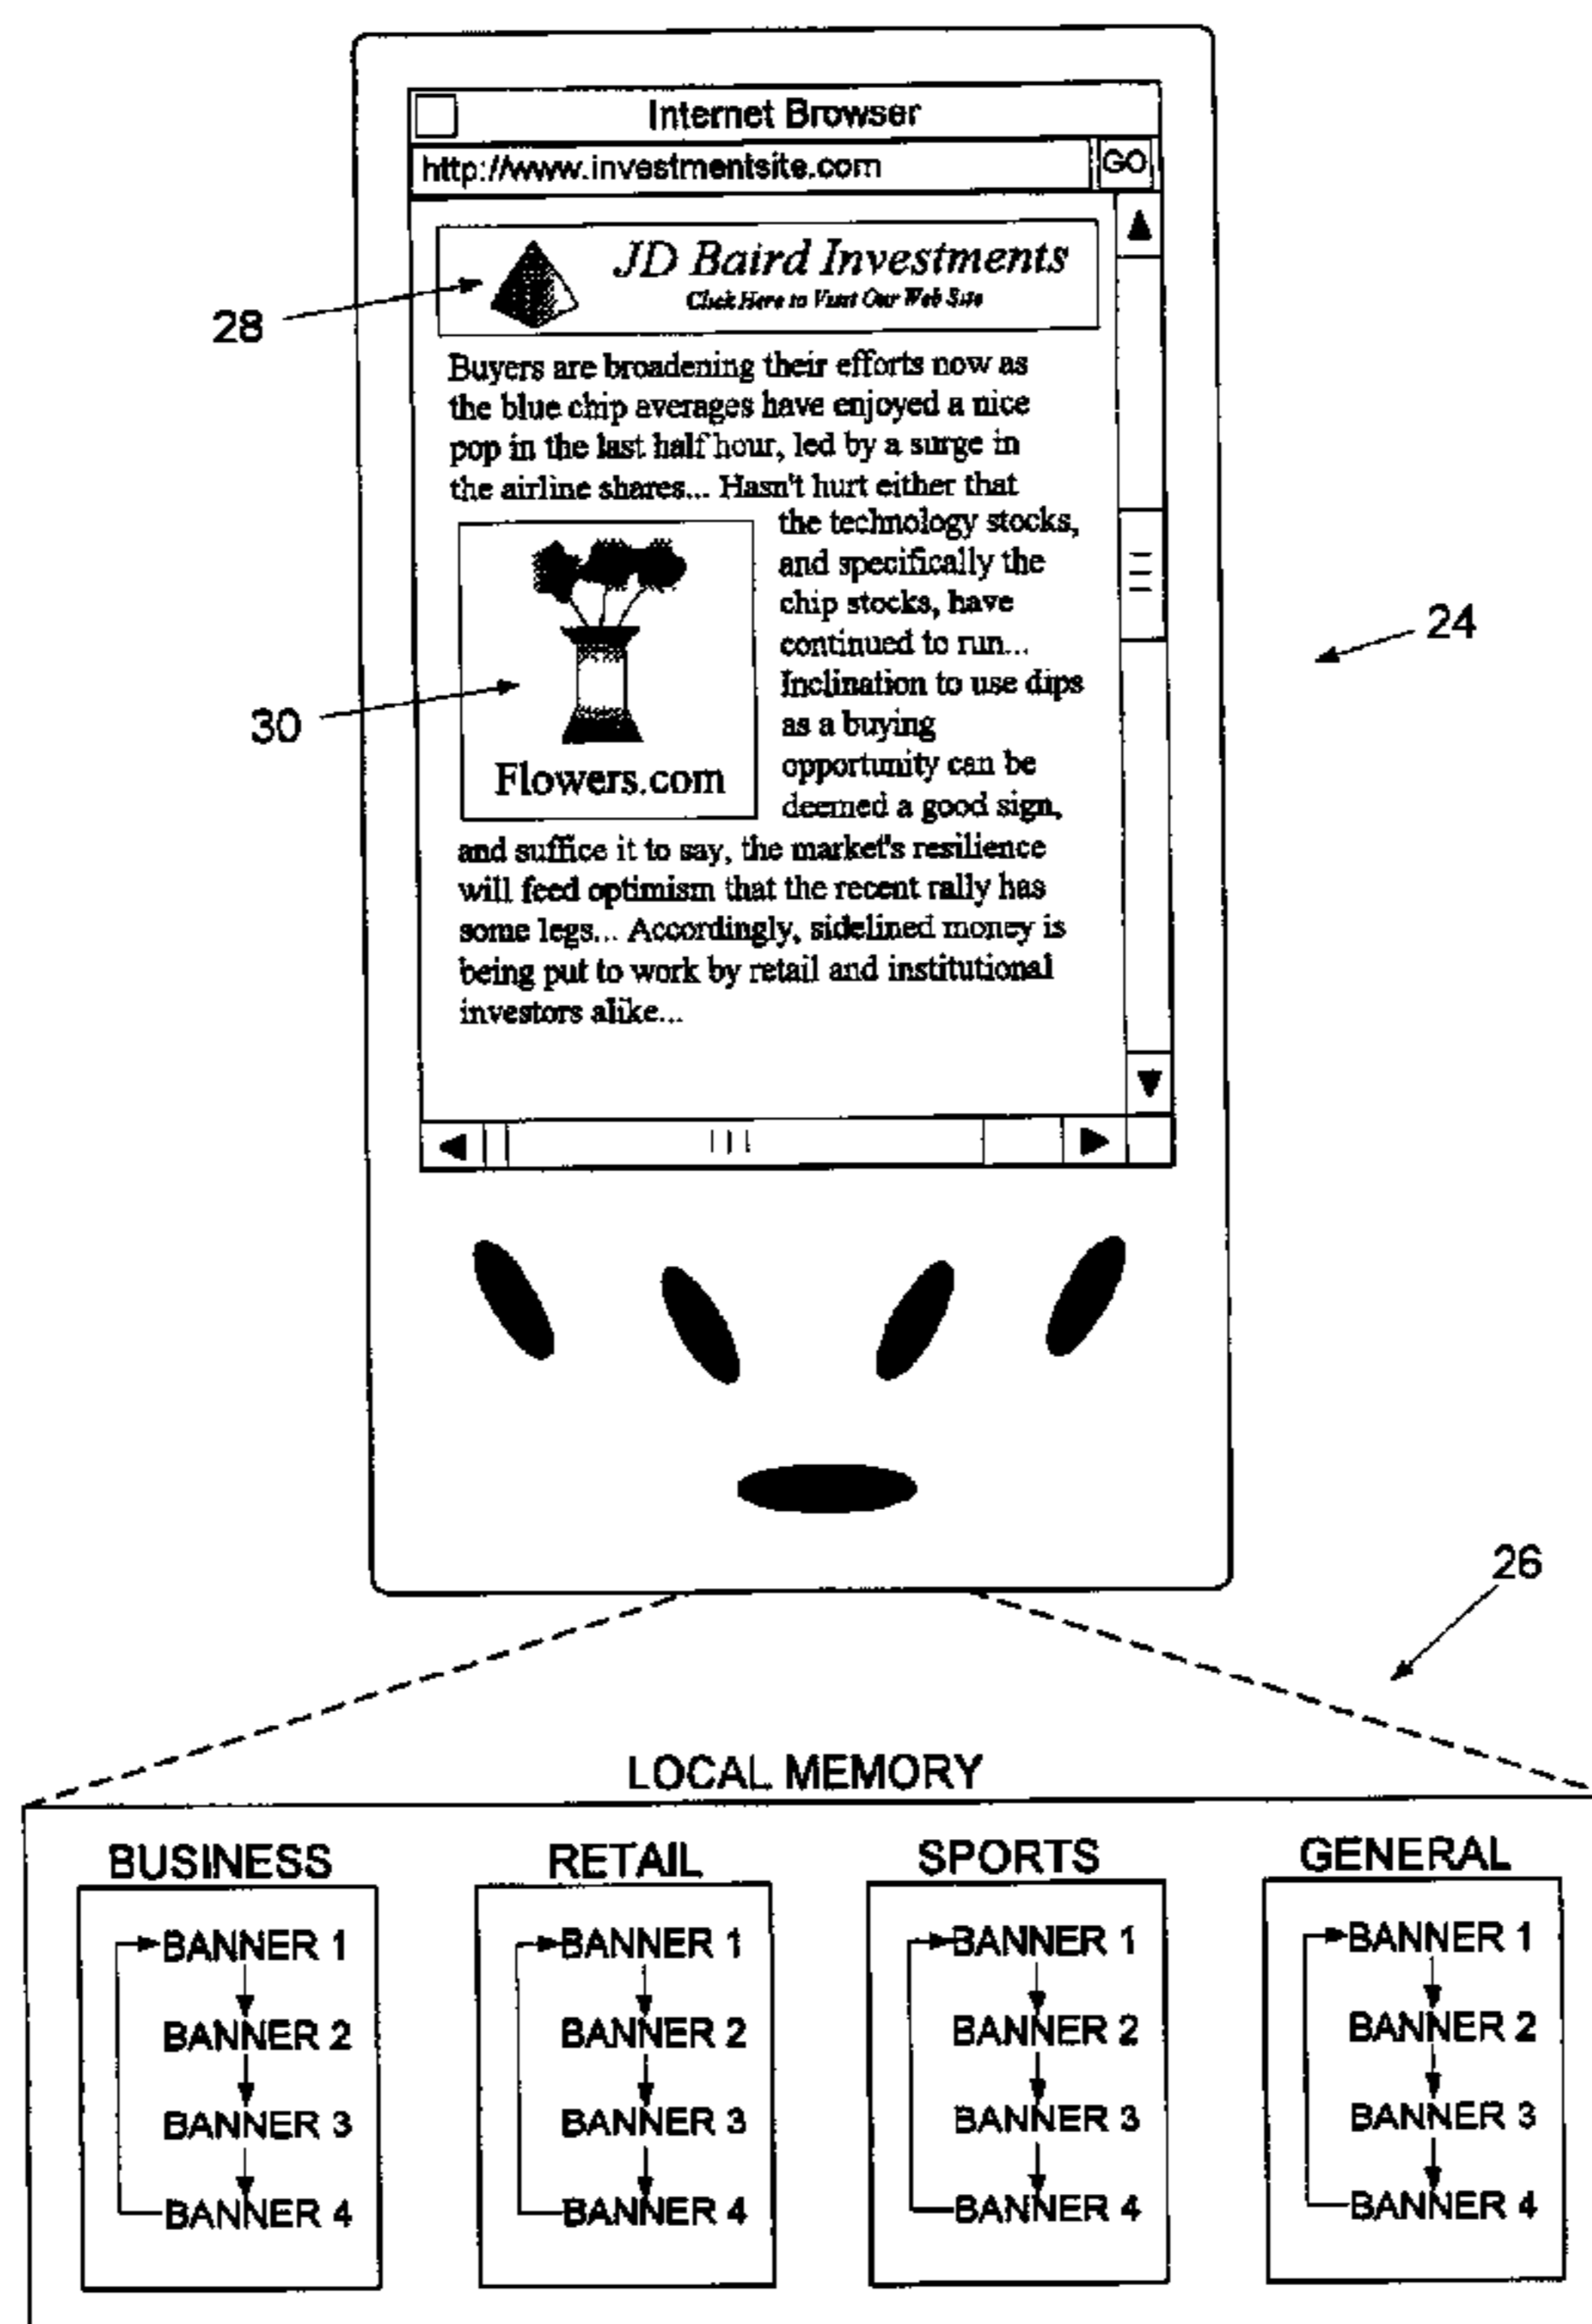 Internet Browser
http://www.investmentsite.com GO
JD Baird Investments
Click Here to Visit Our Web Site
28
Buyers are broadening their efforts now as
the blue chip averages have enjoyed a nice
pop in the last half hour, led by a surge in
the airline shares... Hasn't hurt either that
the technology stocks,
and specifically the
chip stocks, have
continued to run...
Inclination to use dips
as a buying
opportunity can be
deemed a good sign,
24
30
Flowers.com
and suffice it to say, the market's resilience
will feed optimism that the recent rally has
some legs... Accordingly, sidelined money is
being put to work by retail and institutional
investors alike...
26
LOCAL MEMORY
BUSINESS
BANNER 1
BANNER 2
BANNER 3
BANNER 4
RETAIL
BANNER 1
BANNER 2
BANNER 3
BANNER 4
SPORTS
BANNER 1
BANNER 2
BANNER 3
BANNER 4
GENERAL
BANNER 1
BANNER 2
BANNER 3
BANNER 4